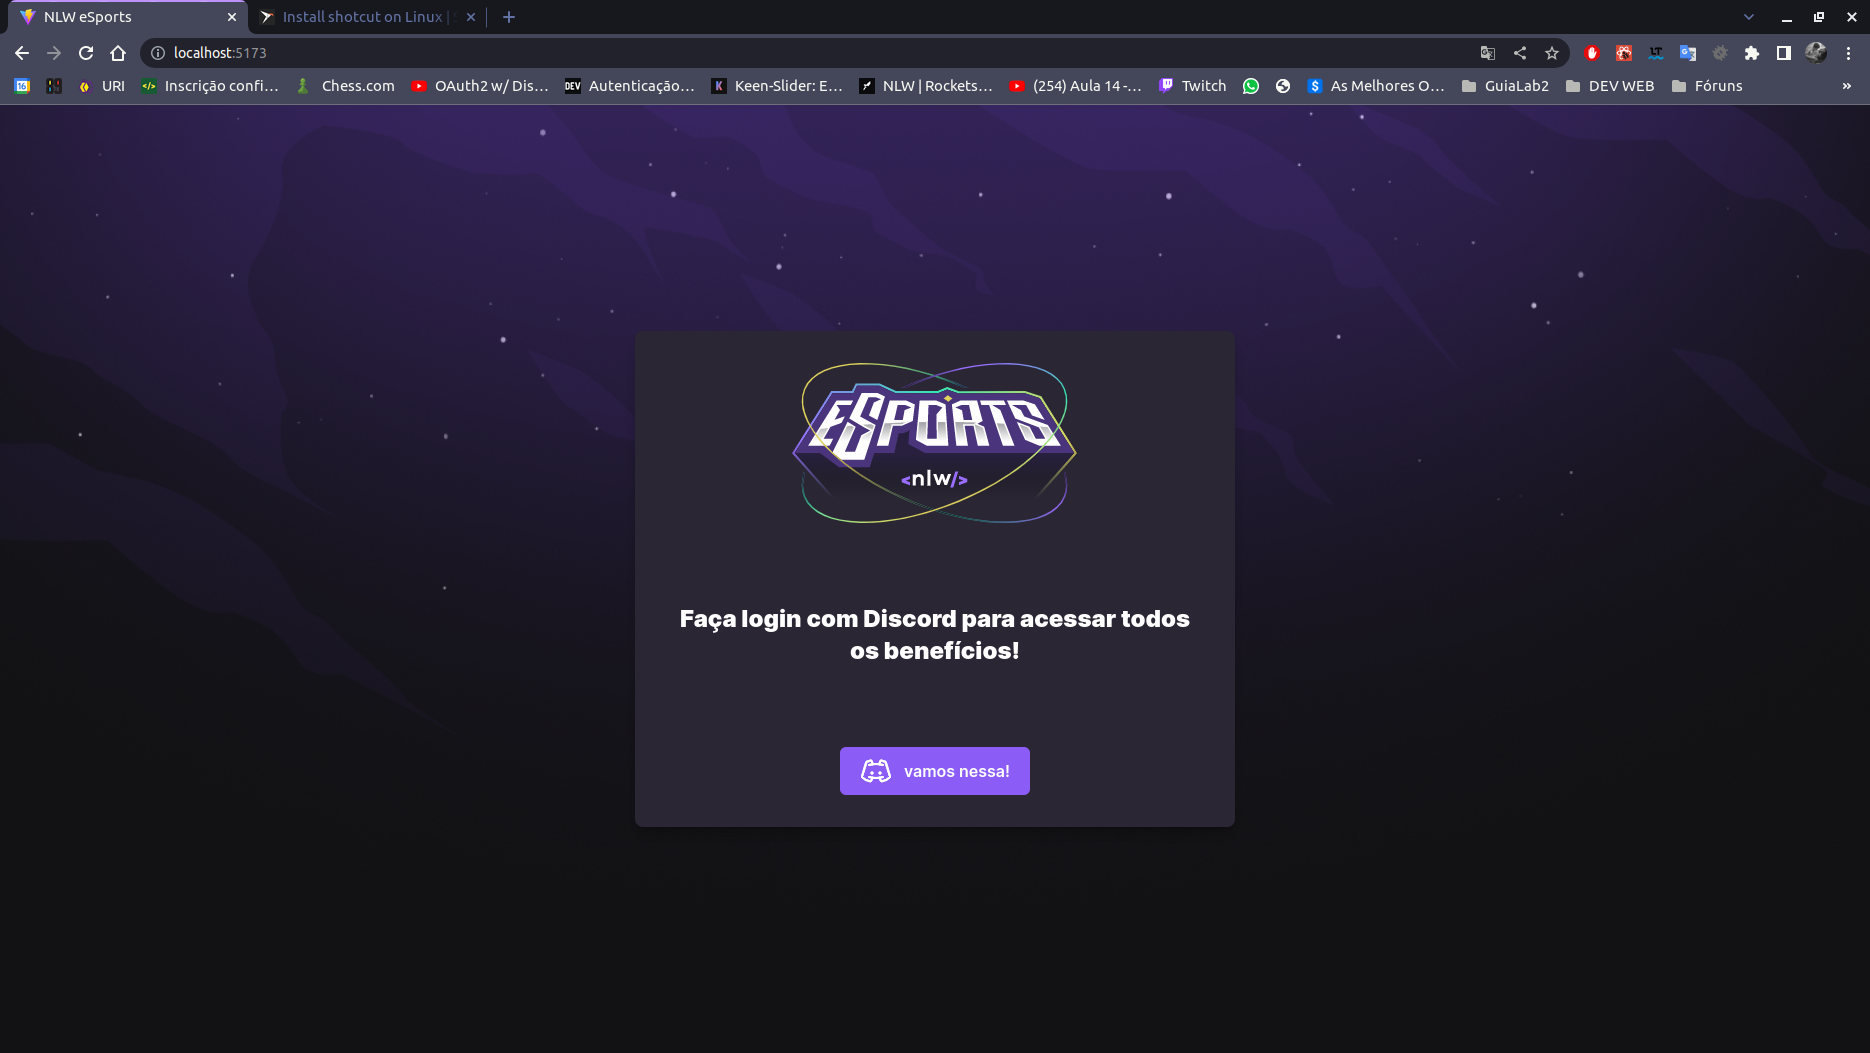 NLW eSports
Install shotcut on Linux |
localhost:5173
16
URI
Inscrição confi...
Chess.com
OAuth2 w/ Dis...
DEV Autenticação...
K Keen-Slider: E...
NLW | Rockets...
(254) Aula 14 -...
Twitch
$ As Melhores O...
GuiaLab2
DEV WEB
Fóruns
»
ESPORTS
<nlw/>
Faça login com Discord para acessar todos
os benefícios!
vamos nessa!